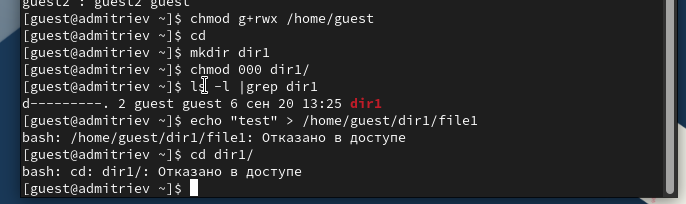 guest2 : guest2 guest
[guest@admitriev ~]$ chmod g+rwx /home/guest
[guest@admitriev ~]$ cd
[guest@admitriev ~]$ mkdir dir1
[guest@admitriev ~]$ chmod 000 dir1/
[guest@admitriev ~]$ ls -l |grep dir1
d---------. 2 guest guest 6 сен 20 13:25 dir1
[guest@admitriev ~]$ echo "test" > /home/guest/dir1/file1
bash: /home/guest/dir1/file1: Отказано в доступе
[guest@admitriev ~]$ cd dir1/
bash: cd: dir1/: Отказано в доступе
[guest@admitriev ~]$